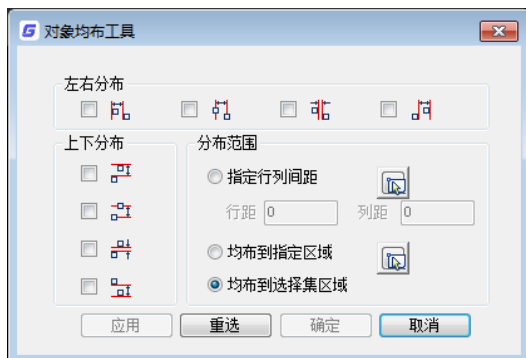 对象均布工具
左右分布
上下分布
分布范围
指定行列间距
行距 0 列距 0
均布到指定区域
均布到选择集区域
应用 重选 确定 取消